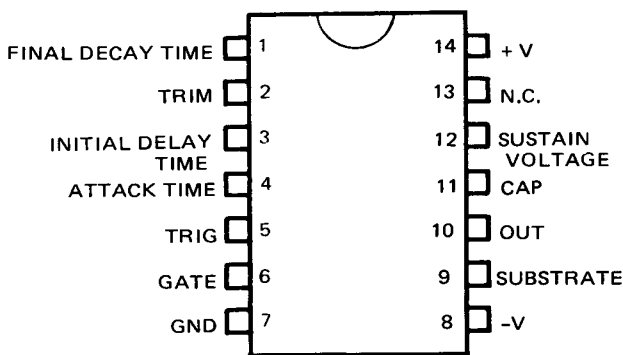 FINAL DECAY TIME 1 14 + V
TRIM 2 13 N.C.
INITIAL DELAY 3 12 SUSTAIN
TIME VOLTAGE
ATTACK TIME 4 11 CAP
TRIG 5 10 OUT
GATE 6 9 SUBSTRATE
GND 7 8 -V